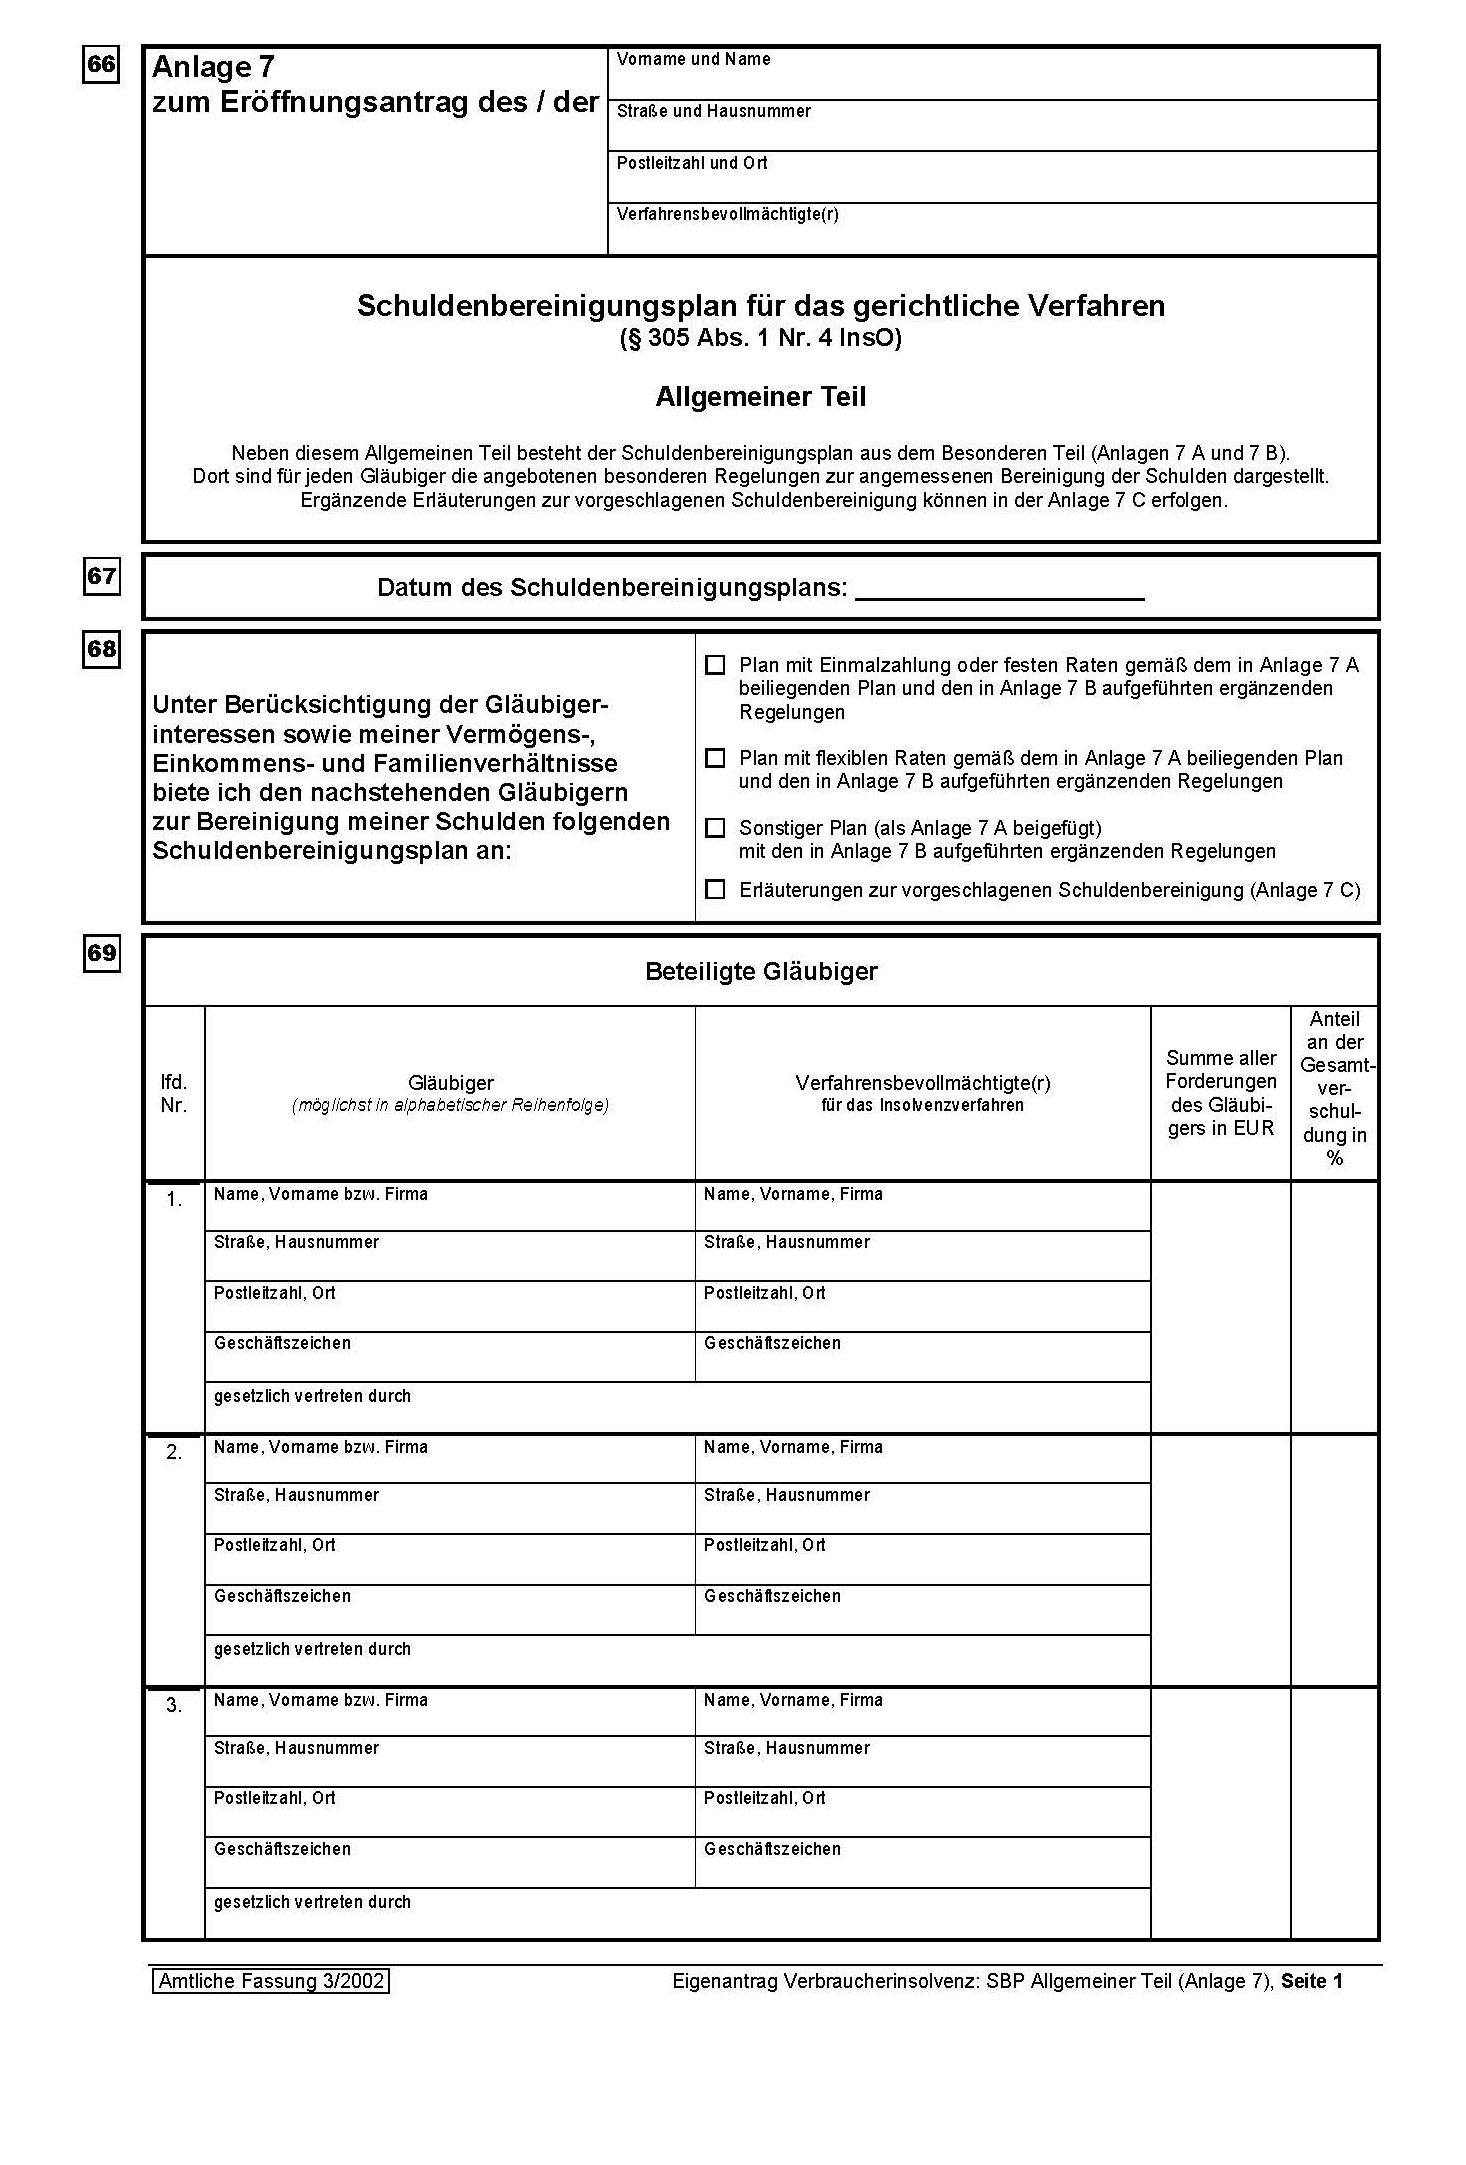 66
Anlage 7
zum Eröffnungsantrag des / der
Vorname und Name
Straße und Hausnummer
Postleitzahl und Ort
Verfahrensbevollmächtigte(r)
Schuldenbereinigungsplan für das gerichtliche Verfahren
(§ 305 Abs. 1 Nr. 4 InsO)
Allgemeiner Teil
Neben diesem Allgemeinen Teil besteht der Schuldenbereinigungsplan aus dem Besonderen Teil (Anlagen 7 A und 7 B).
Dort sind für jeden Gläubiger die angebotenen besonderen Regelungen zur angemessenen Bereinigung der Schulden dargestellt.
Ergänzende Erläuterungen zur vorgeschlagenen Schuldenbereinigung können in der Anlage 7 C erfolgen.
67
Datum des Schuldenbereinigungsplans:
68
Unter Berücksichtigung der Gläubiger-
interessen sowie meiner Vermögens-,
Einkommens- und Familienverhältnisse
biete ich den nachstehenden Gläubigern
zur Bereinigung meiner Schulden folgenden
Schuldenbereinigungsplan an:
Plan mit Einmalzahlung oder festen Raten gemäß dem in Anlage 7 A
beiliegenden Plan und den in Anlage 7 B aufgeführten ergänzenden
Regelungen
Plan mit flexiblen Raten gemäß dem in Anlage 7 A beiliegenden Plan
und den in Anlage 7 B aufgeführten ergänzenden Regelungen
Sonstiger Plan (als Anlage 7 A beigefügt)
mit den in Anlage 7 B aufgeführten ergänzenden Regelungen
Erläuterungen zur vorgeschlagenen Schuldenbereinigung (Anlage 7 C)
69
Beteiligte Gläubiger
lfd.
Nr.
Gläubiger
(möglichst in alphabetischer Reihenfolge)
Verfahrensbevollmächtigte(r)
für das Insolvenzverfahren
Summe aller
Forderungen
des Gläubi-
gers in EUR
Anteil
an der
Gesamt-
ver-
schul-
dung in
%
1.
Name, Vorname bzw. Firma
Name, Vorname, Firma
Straße, Hausnummer
Straße, Hausnummer
Postleitzahl, Ort
Postleitzahl, Ort
Geschäftszeichen
Geschäftszeichen
gesetzlich vertreten durch
2.
Name, Vorname bzw. Firma
Name, Vorname, Firma
Straße, Hausnummer
Straße, Hausnummer
Postleitzahl, Ort
Postleitzahl, Ort
Geschäftszeichen
Geschäftszeichen
gesetzlich vertreten durch
3.
Name, Vorname bzw. Firma
Name, Vorname, Firma
Straße, Hausnummer
Straße, Hausnummer
Postleitzahl, Ort
Postleitzahl, Ort
Geschäftszeichen
Geschäftszeichen
gesetzlich vertreten durch
Amtliche Fassung 3/2002
Eigenantrag Verbraucherinsolvenz: SBP Allgemeiner Teil (Anlage 7), Seite 1